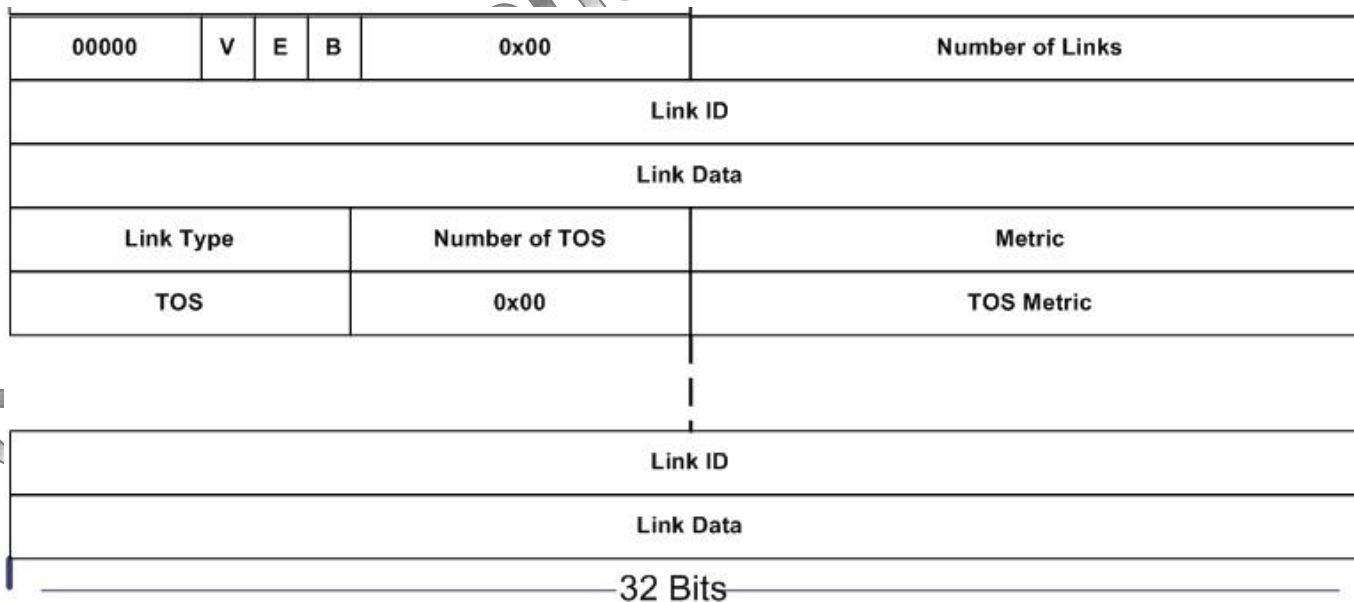 00000 V E B 0x00 Number of Links
Link ID
Link Data
Link Type Number of TOS Metric
TOS 0x00 TOS Metric
Link ID
Link Data
32 Bits